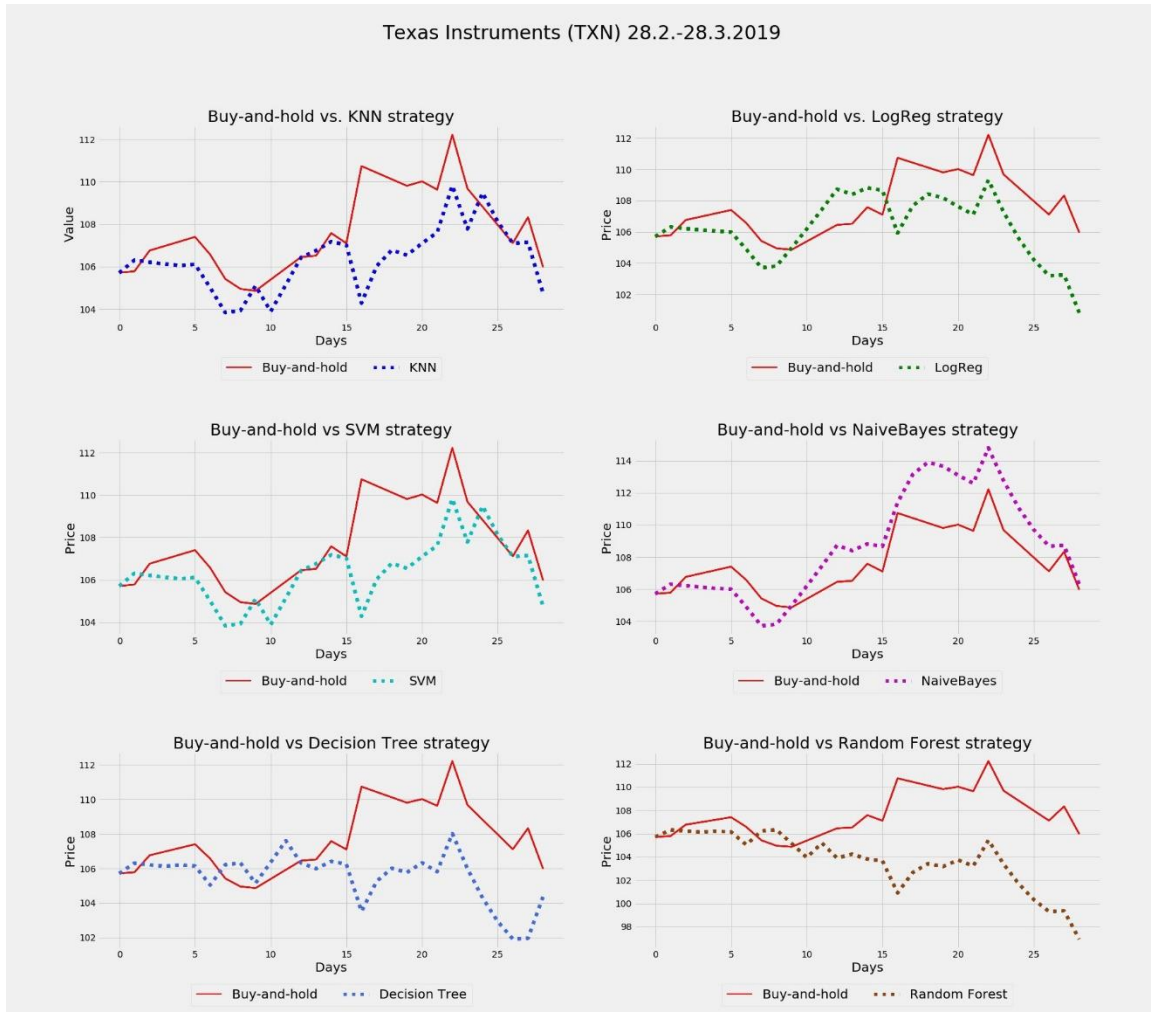 Texas Instruments (TXN) 28.2.-28.3.2019
Buy-and-hold vs. KNN strategy
112
110
108
106
104
Value
0 5 10 15 20 25
Days
Buy-and-hold KNN
Buy-and-hold vs. LogReg strategy
112
110
108
106
104
102
Price
0 5 10 15 20 25
Days
Buy-and-hold LogReg
Buy-and-hold vs SVM strategy
112
110
108
106
104
Price
0 5 10 15 20 25
Days
Buy-and-hold SVM
Buy-and-hold vs NaiveBayes strategy
114
112
110
108
106
104
Price
0 5 10 15 20 25
Days
Buy-and-hold NaiveBayes
Buy-and-hold vs Decision Tree strategy
112
110
108
106
104
102
Price
0 5 10 15 20 25
Days
Buy-and-hold Decision Tree
Buy-and-hold vs Random Forest strategy
112
110
108
106
104
102
100
98
Price
0 5 10 15 20 25
Days
Buy-and-hold Random Forest